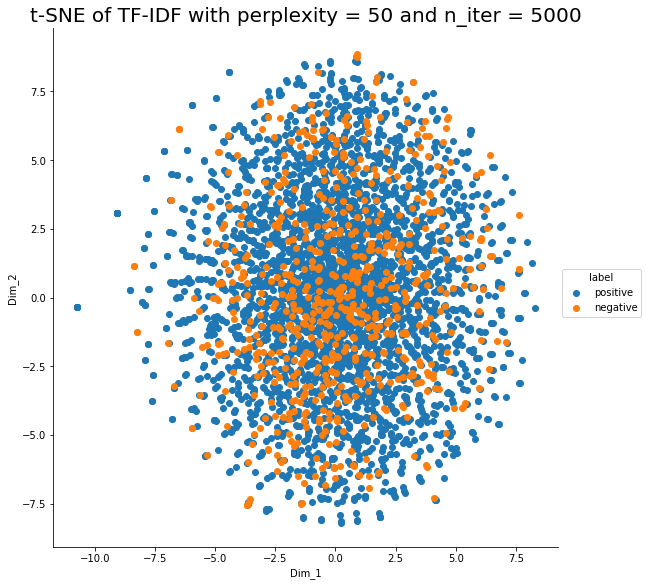 t-SNE of TF-IDF with perplexity = 50 and n_iter = 5000
7.5
5.0
2.5
0.0
−2.5
−5.0
−7.5
Dim_2
−10.0
−7.5
−5.0
−2.5
0.0
2.5
5.0
7.5
Dim_1
label
positive
negative